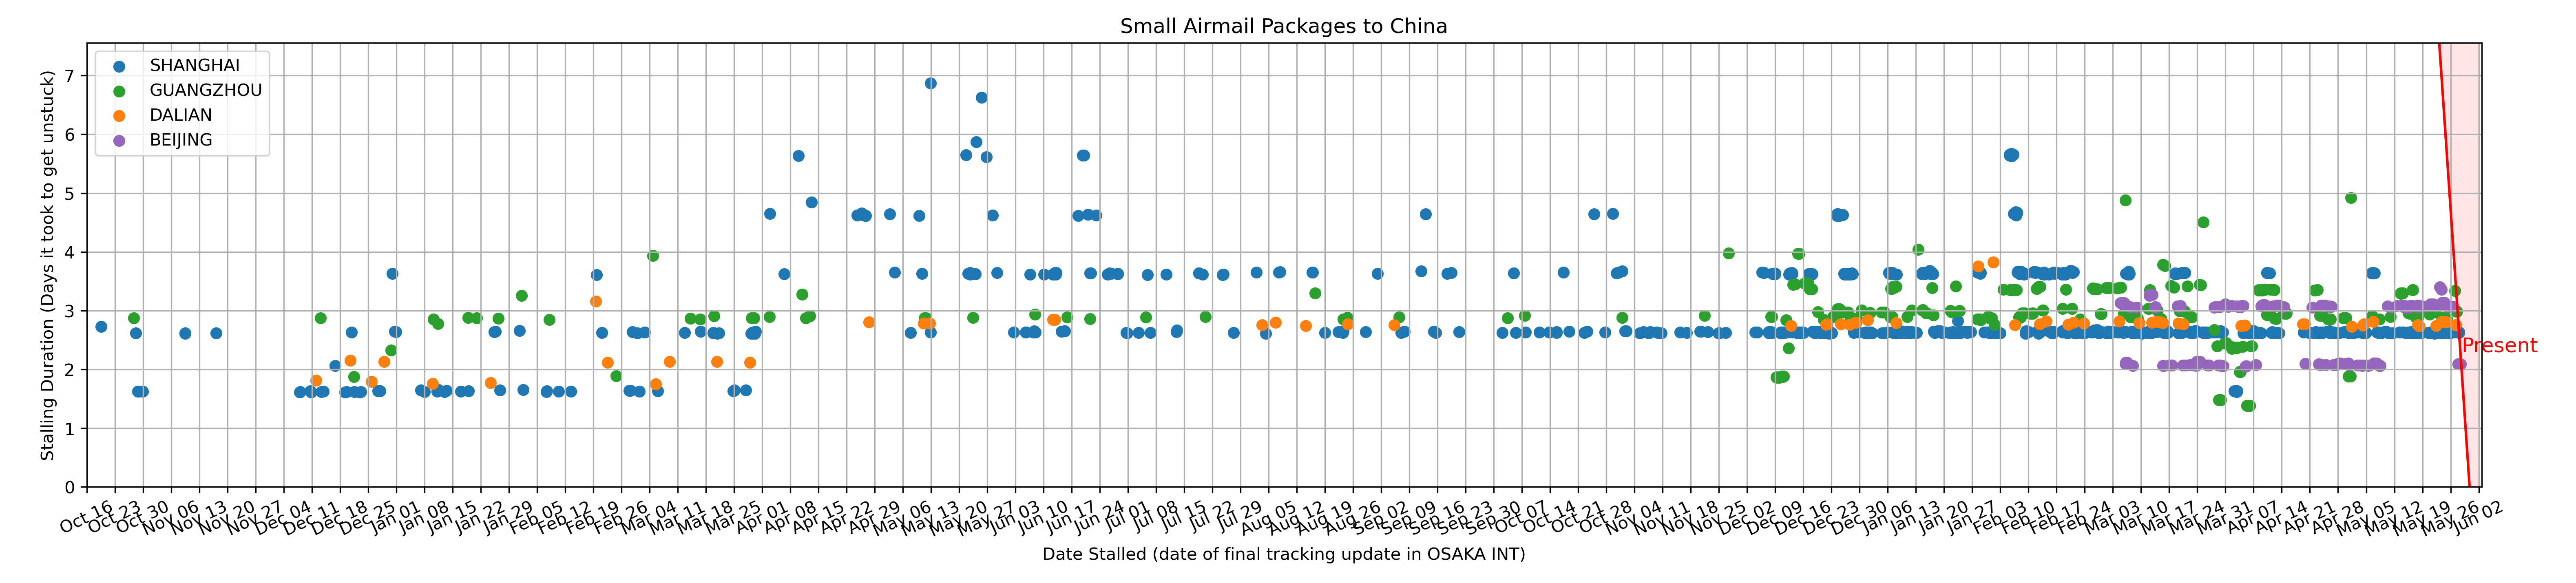 Small Airmail Packages to China
SHANGHAI
GUANGZHOU
DALIAN
BEIJING
Stalling Duration (Days it took to get unstuck)
7
6
5
4
3
2
1
0
Present
Oct 16 Oct 23 Oct 30 Nov 06 Nov 13 Nov 20 Nov 27 Dec 04 Dec 11 Dec 18 Dec 25 Jan 01 Jan 08 Jan 15 Jan 22 Jan 29 Feb 05 Feb 12 Feb 19 Feb 26 Mar 04 Mar 11 Mar 18 Mar 25 Apr 01 Apr 08 Apr 15 Apr 22 Apr 29 May 06 May 13 May 20 May 27 Jun 03 Jun 10 Jun 17 Jun 24 Jul 01 Jul 08 Jul 15 Jul 22 Jul 29 Aug 05 Aug 12 Aug 19 Aug 26 Sep 02 Sep 09 Sep 16 Sep 23 Sep 30 Oct 07 Oct 14 Oct 21 Oct 28 Nov 04 Nov 11 Nov 18 Nov 25 Dec 02 Dec 09 Dec 16 Dec 23 Dec 30 Jan 06 Jan 13 Jan 20 Jan 27 Feb 03 Feb 10 Feb 17 Feb 24 Mar 03 Mar 10 Mar 17 Mar 24 Mar 31 Apr 07 Apr 14 Apr 21 Apr 28 May 05 May 12 May 19 May 26 Jun 02
Date Stalled (date of final tracking update in OSAKA INT)